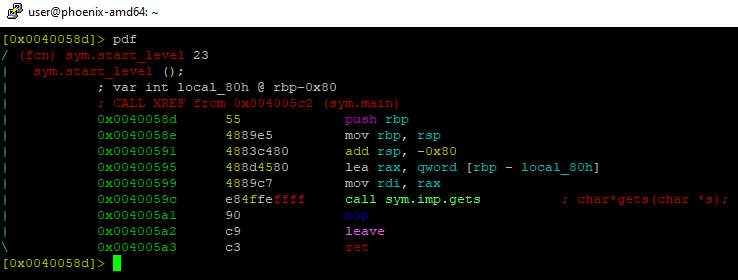 user@phoenix-amd64: ~
[0x0040058d]> pdf
/ (fcn) sym.start_level 23
|   sym.start_level ();
|           ; var int local_80h @ rbp-0x80
|           ; CALL XREF from 0x004005c2 (sym.main)
|           0x0040058d      55             push rbp
|           0x0040058e      4889e5         mov rbp, rsp
|           0x00400591      4883c480       add rsp, -0x80
|           0x00400595      488d4580       lea rax, qword [rbp - local_80h]
|           0x00400599      4889c7         mov rdi, rax
|           0x0040059c      e84ffeffff     call sym.imp.gets           ; char*gets(char *s);
|           0x004005a1      90             nop
|           0x004005a2      c9             leave
\           0x004005a3      c3             ret
[0x0040058d]>